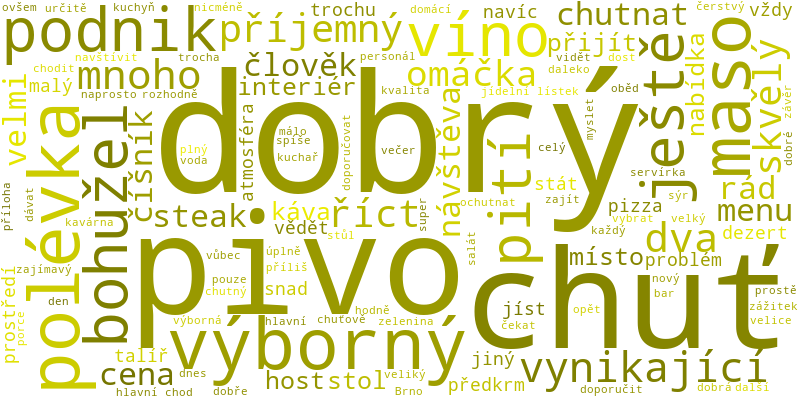 ovšem určitě kuchyň nicméně trochu domácí navíc čerstvý vždy
podnik příjemný víno chutnat
navštívit trocha personál vidět dost přijít
chodit člověk daleko
velmi malý mnoho omáčka ještě maso skvělý
naprosto rozhodně interiér kvalita jídelní lístek oběd nabídka závěr
dobrý
polévka bohužel číšník atmosféra málo doporučovat návštěva pití myslet dobré
spíše
plný večer celý
voda kuchař
servírka
příloha dávat stát rád
zajít sýr
steak káva říct super ochutnat pizza menu
kavárna vědět vybrat velký
stůl každý dva dezert
pivo chuť
vůbec úplně salát místo problém
prostředí zajímavý příliš
pouze nový
den chutný snad bar prostě
porce jíst opět zážitek
hodně
výborná hlavní chuťově zelenina čekat velice
výborný
talíř jiný vynikající
cena dnes host stol veliký předkrm
hlavní chod dobře Brno doporučit dobrá další